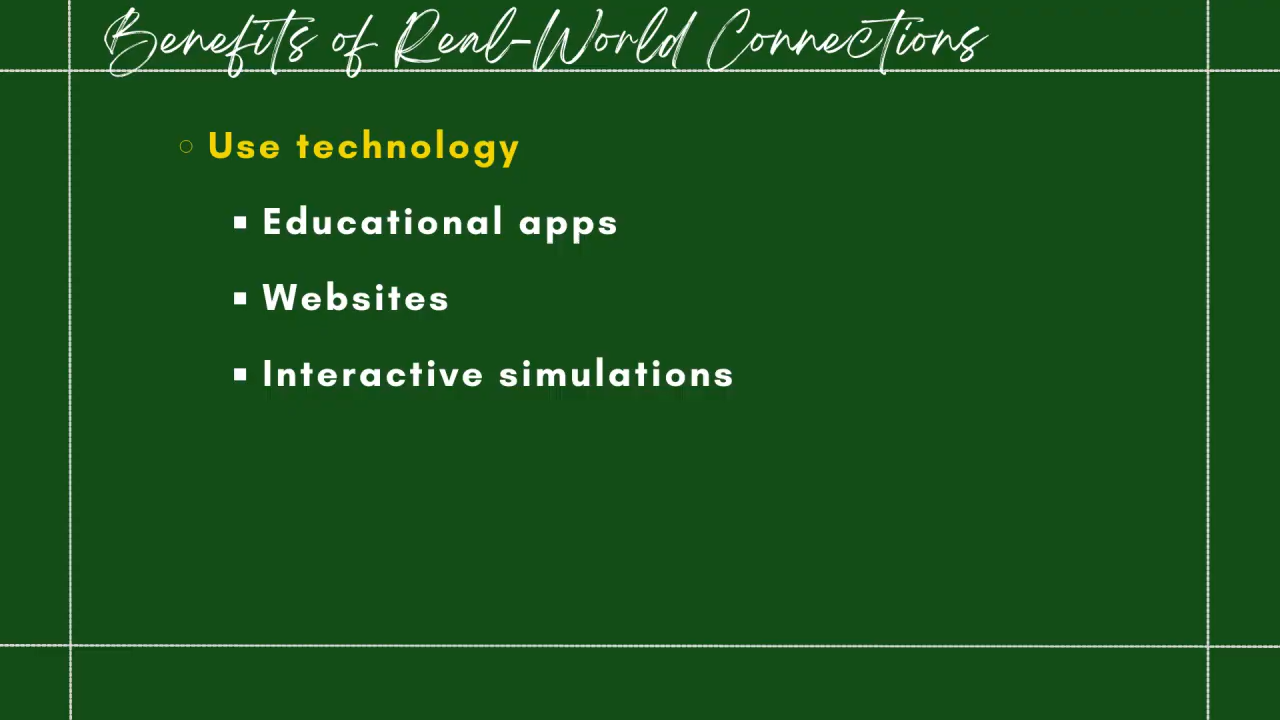 Benefits of Real-World Connections
Use technology
Educational apps
Websites
Interactive simulations